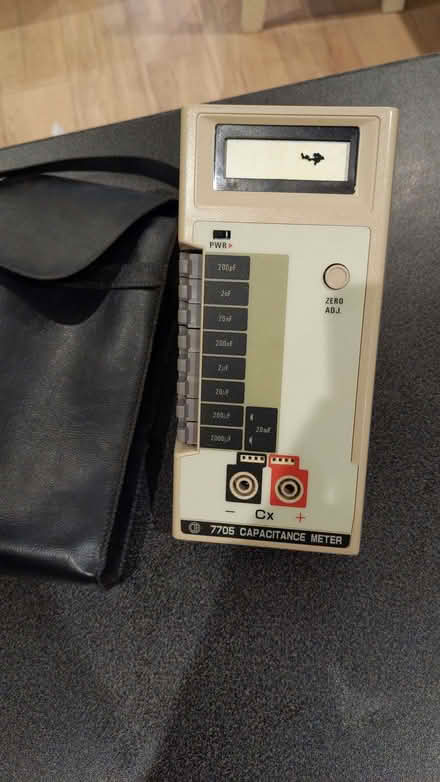 PWR▶
200pF
2nF
20nF
200nF
2µF
20µF
200µF
2000µF
20mF
ZERO
ADJ.
− Cx +
7705 CAPACITANCE METER